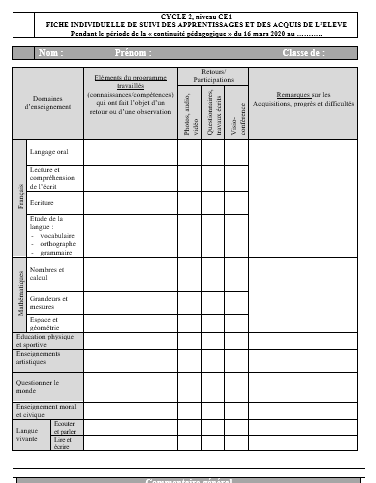 CYCLE 2, niveau CE1
FICHE INDIVIDUELLE DE SUIVI DES APPRENTISSAGES ET DES ACQUIS DE L'ELEVE
Pendant le période de la « continuité pédagogique » du 16 mars 2020 au ...........
Nom : Prénom : Classe de :
Domaines
d'enseignement
Eléments du programme
travaillés
(connaissances/compétences)
qui ont fait l'objet d'un
retour ou d'une observation
Retours/
Participations
Photos, audio,
vidéo
Questionnaires,
travaux écrits
Visio-
conférence
Remarques sur les
Acquisitions, progrès et difficultés
Français
Langage oral
Lecture et
compréhension
de l'écrit
Ecriture
Etude de la
langue :
- vocabulaire
- orthographe
- grammaire
Mathématiques
Nombres et
calcul
Grandeurs et
mesures
Espace et
géométrie
Education physique
et sportive
Enseignements
artistiques
Questionner le
monde
Enseignement moral
et civique
Langue
vivante
Ecouter
et parler
Lire et
écrire
Commentaire général